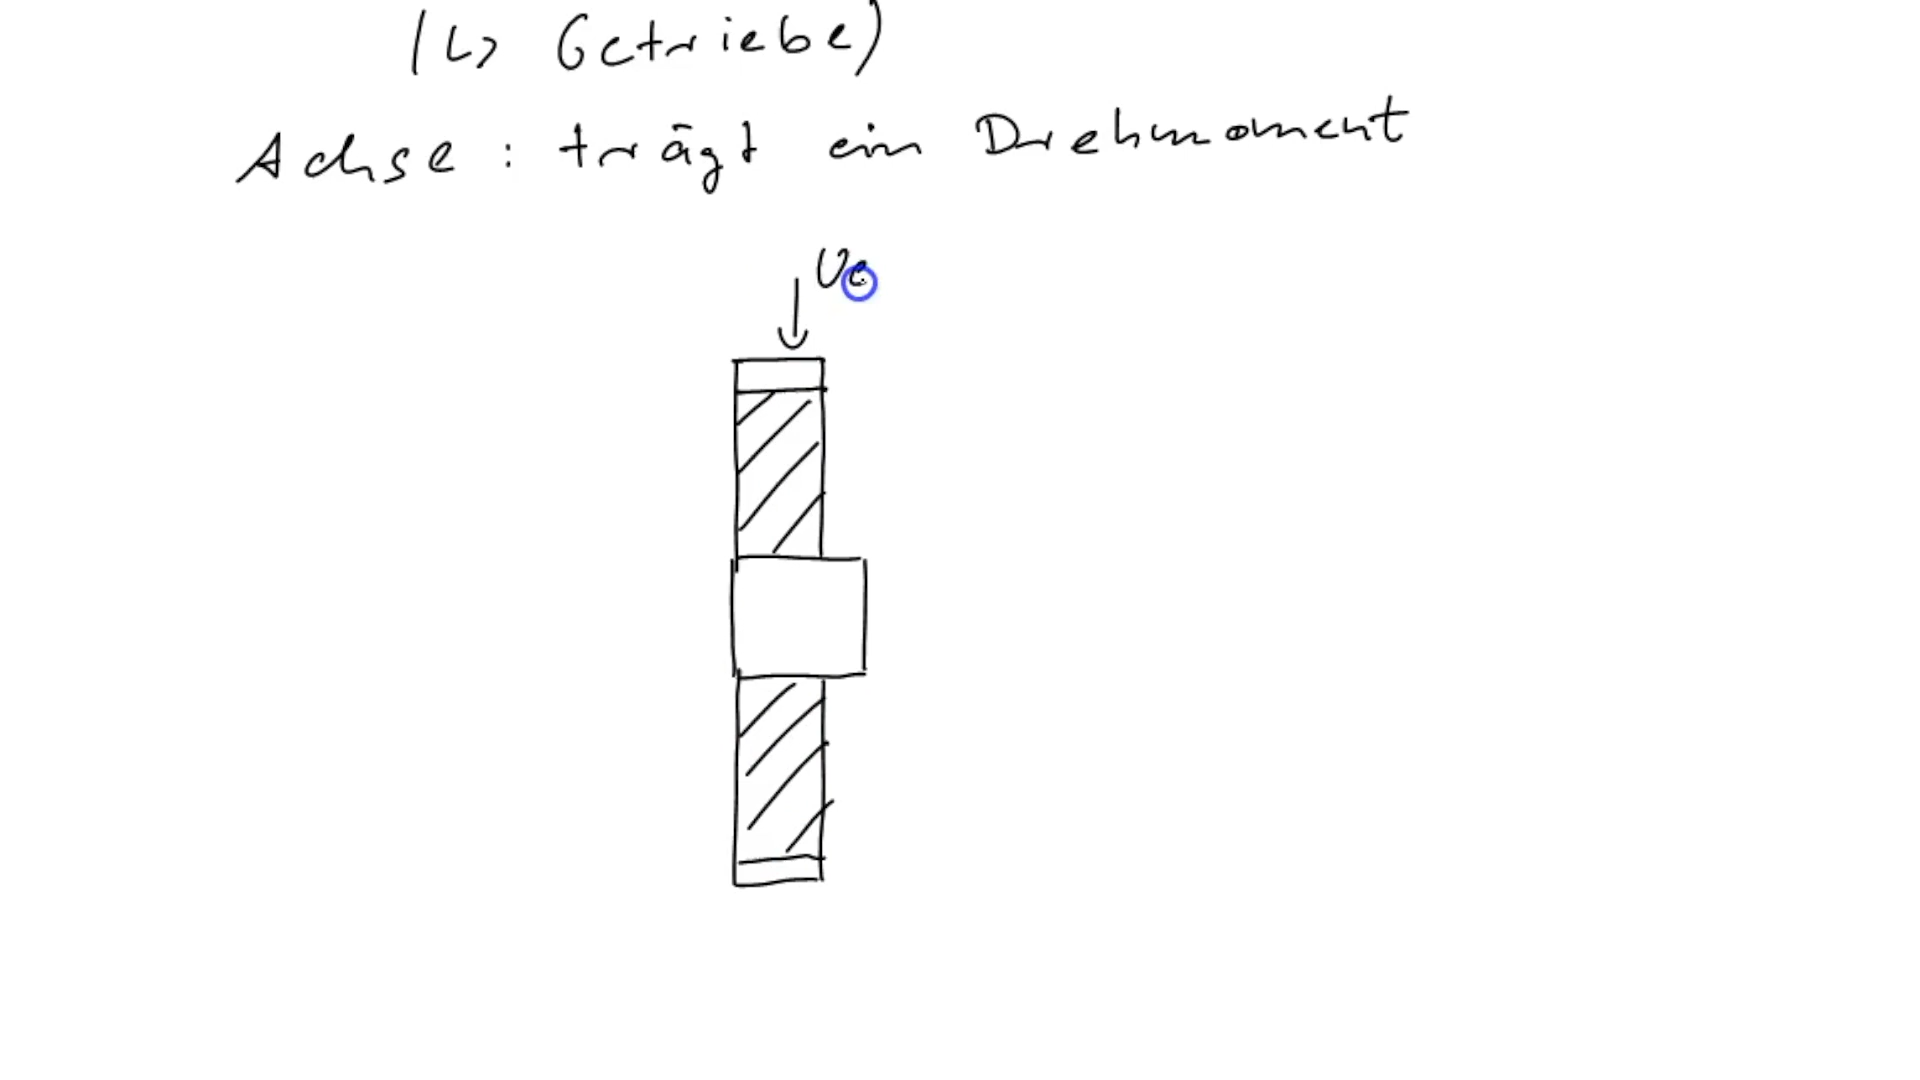 (↳ Getriebe)
Achse : trägt ein Drehmoment